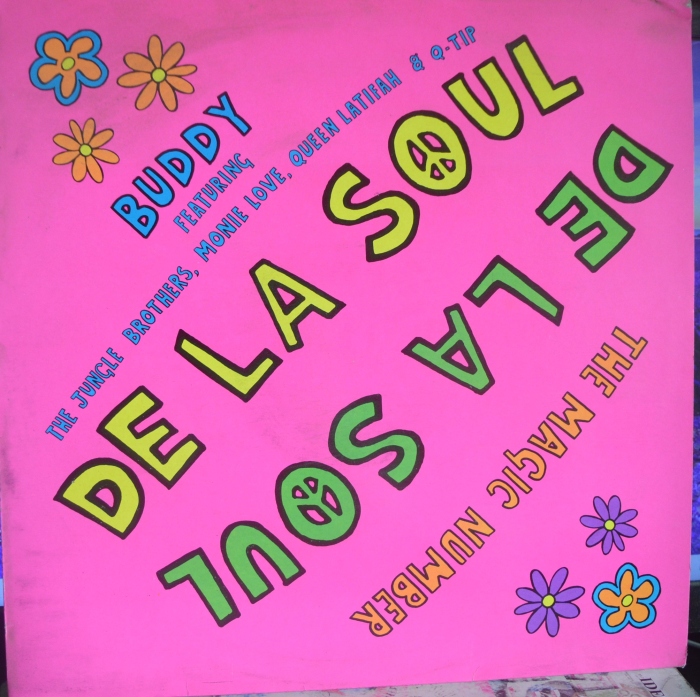 BUDDY
FEATURING
THE JUNGLE BROTHERS, MONIE LOVE, QUEEN LATIFAH & Q-TIP
DE LA SOUL
DE LA SOUL
THE MAGIC NUMBER